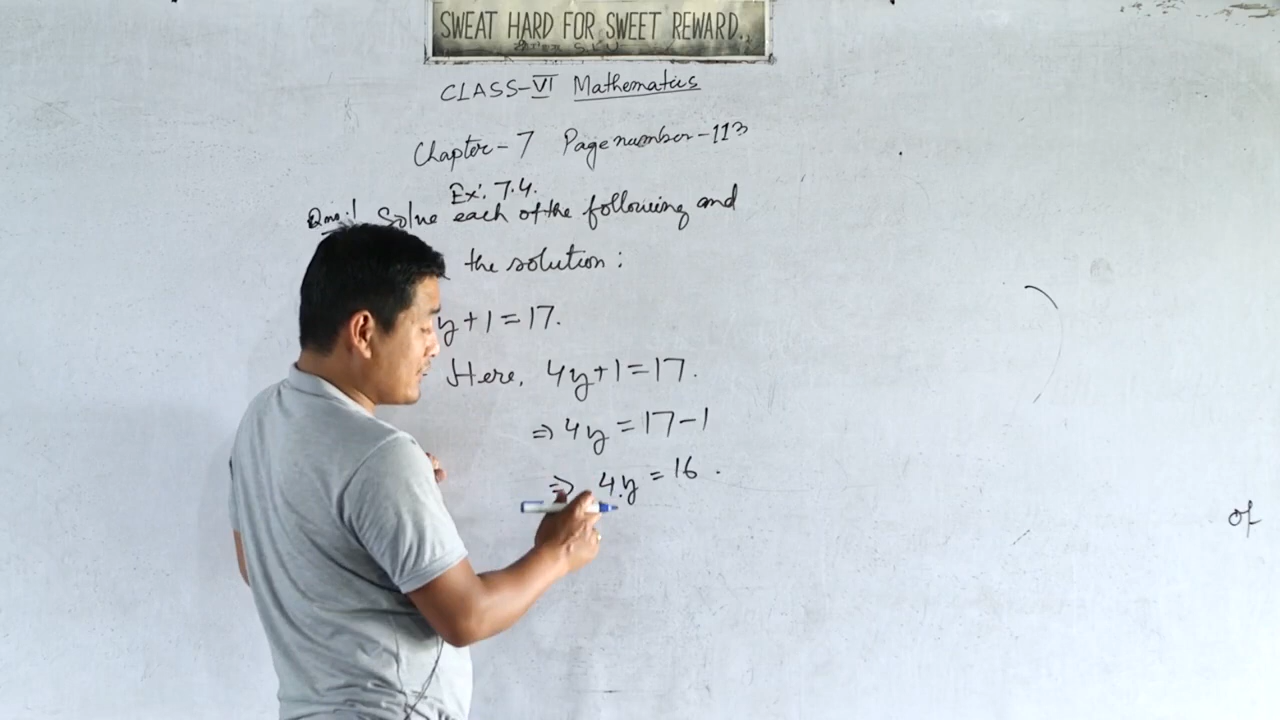 SWEAT HARD FOR SWEET REWARD.
CLASS-VI Mathematics
Chapter-7 Page number-113
Ex: 7.4.
Qno.1 Solve each of the following and
the solution:
y+1=17.
Here, 4y+1=17.
⇒ 4y=17-1
⇒ 4y=16.
of